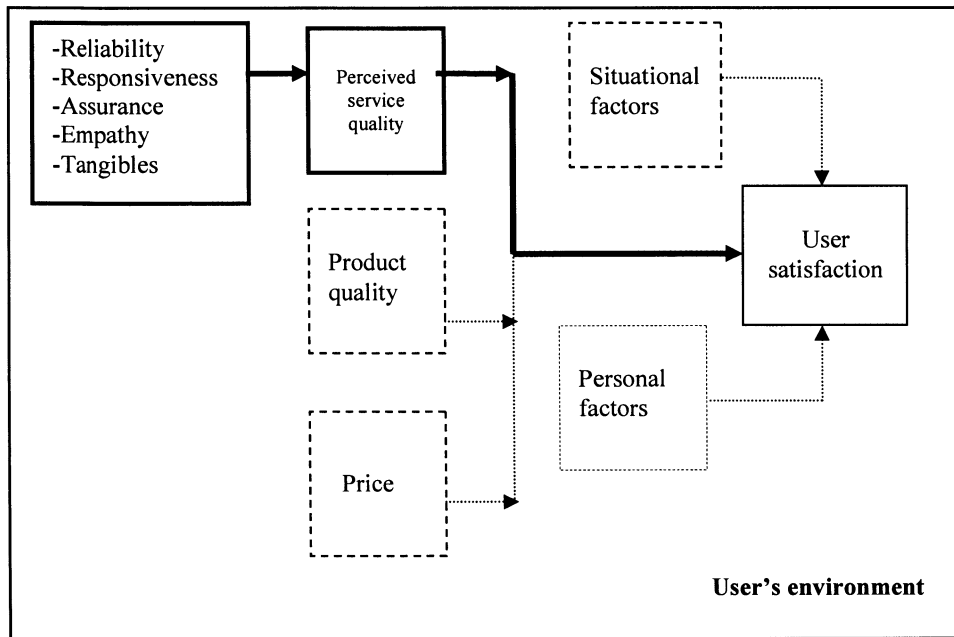 -Reliability
-Responsiveness
-Assurance
-Empathy
-Tangibles
Perceived
service
quality
Situational
factors
Product
quality
User
satisfaction
Personal
factors
Price
User's environment